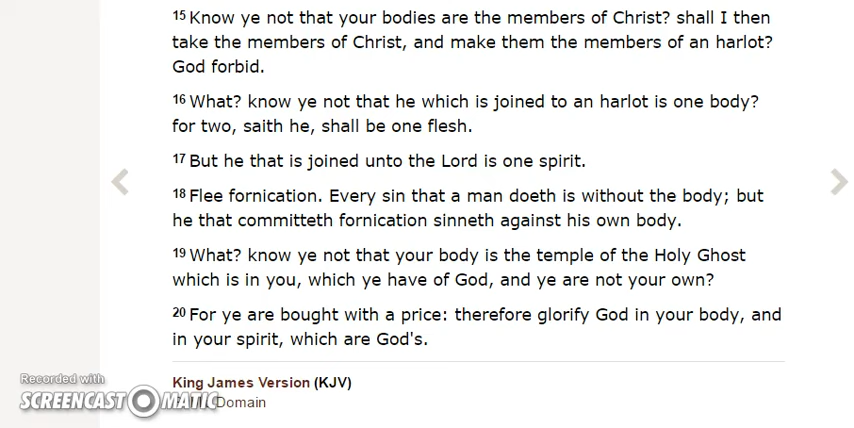 15 Know ye not that your bodies are the members of Christ? shall I then
take the members of Christ, and make them the members of an harlot?
God forbid.
16 What? know ye not that he which is joined to an harlot is one body?
for two, saith he, shall be one flesh.
17 But he that is joined unto the Lord is one spirit.
18 Flee fornication. Every sin that a man doeth is without the body; but
he that committeth fornication sinneth against his own body.
19 What? know ye not that your body is the temple of the Holy Ghost
which is in you, which ye have of God, and ye are not your own?
20 For ye are bought with a price: therefore glorify God in your body, and
in your spirit, which are God's.
King James Version (KJV)
Domain
Recorded with
SCREENCAST MATIC